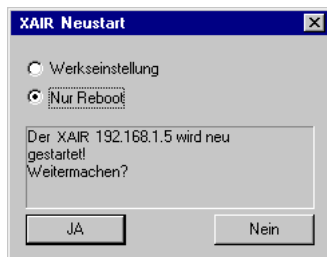 XAIR Neustart
Werkseinstellung
Nur Reboot
Der XAIR 192.168.1.5 wird neu
gestartet!
Weitermachen?
JA
Nein